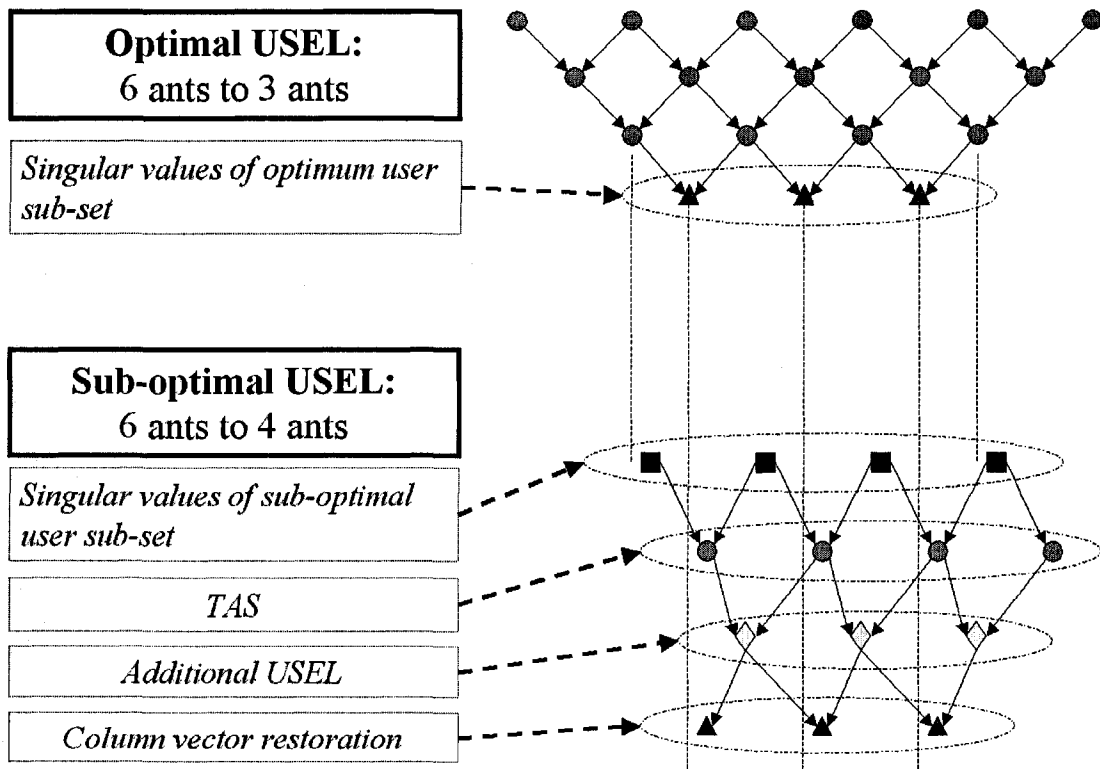 Optimal USEL:
6 ants to 3 ants
Singular values of optimum user
sub-set
Sub-optimal USEL:
6 ants to 4 ants
Singular values of sub-optimal
user sub-set
TAS
Additional USEL
Column vector restoration